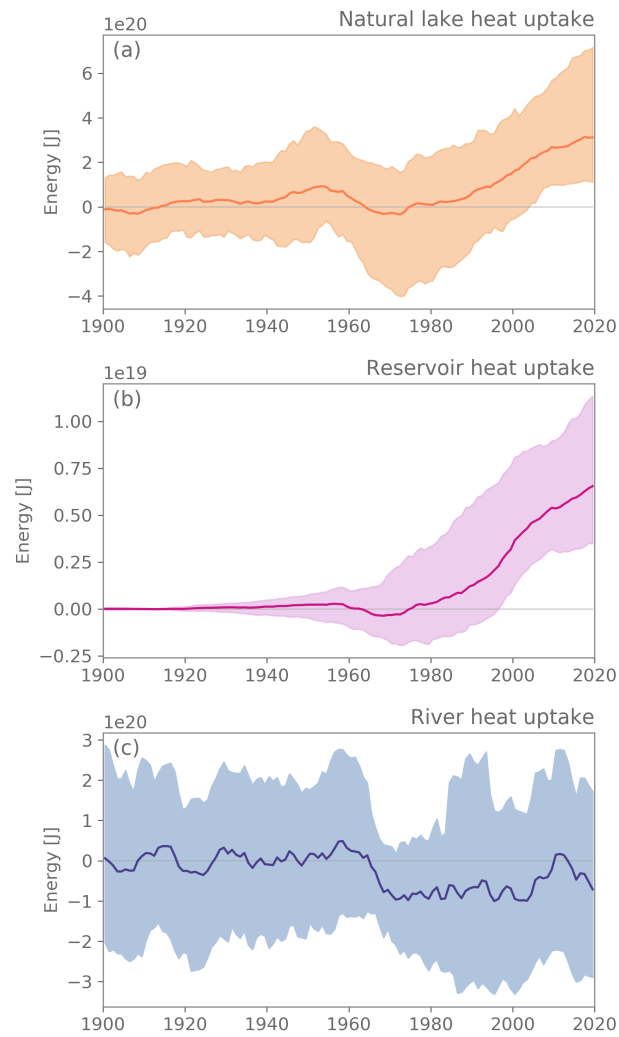 1e20
Natural lake heat uptake
(a)
6
4
2
0
−2
−4
Energy [J]
1900 1920 1940 1960 1980 2000 2020
1e19
Reservoir heat uptake
(b)
1.00
0.75
0.50
0.25
0.00
−0.25
Energy [J]
1900 1920 1940 1960 1980 2000 2020
1e20
River heat uptake
(c)
3
2
1
0
−1
−2
−3
Energy [J]
1900 1920 1940 1960 1980 2000 2020